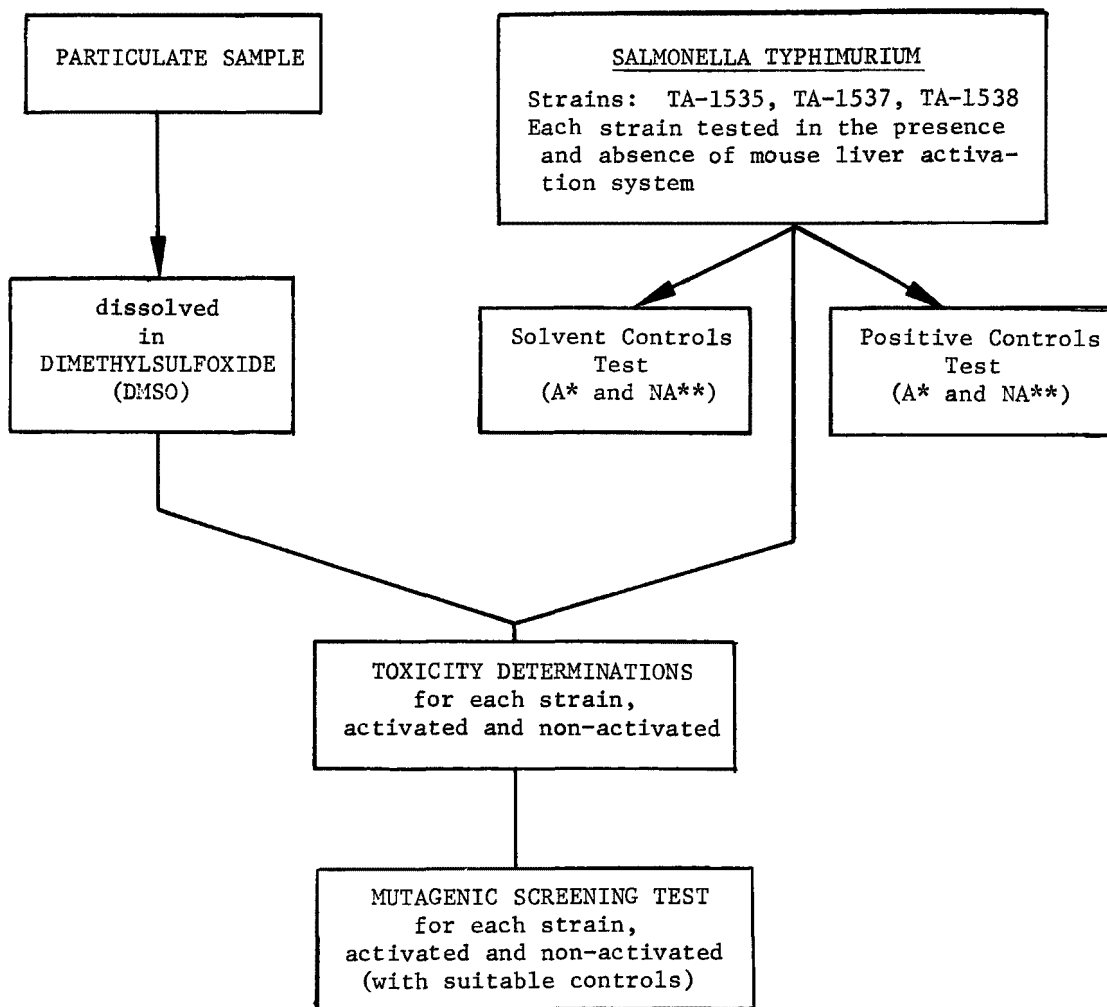 PARTICULATE SAMPLE
SALMONELLA TYPHIMURIUM
Strains: TA-1535, TA-1537, TA-1538
Each strain tested in the presence
and absence of mouse liver activa-
tion system
dissolved
in
DIMETHYLSULFOXIDE
(DMSO)
Solvent Controls
Test
(A* and NA**)
Positive Controls
Test
(A* and NA**)
TOXICITY DETERMINATIONS
for each strain,
activated and non-activated
MUTAGENIC SCREENING TEST
for each strain,
activated and non-activated
(with suitable controls)